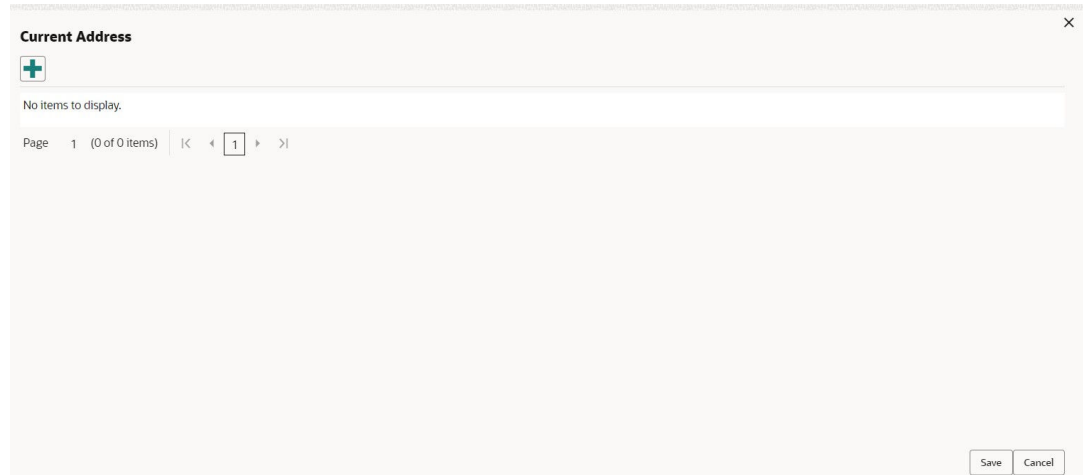 Current Address
No items to display.
Page 1 (0 of 0 items) 1
Save Cancel